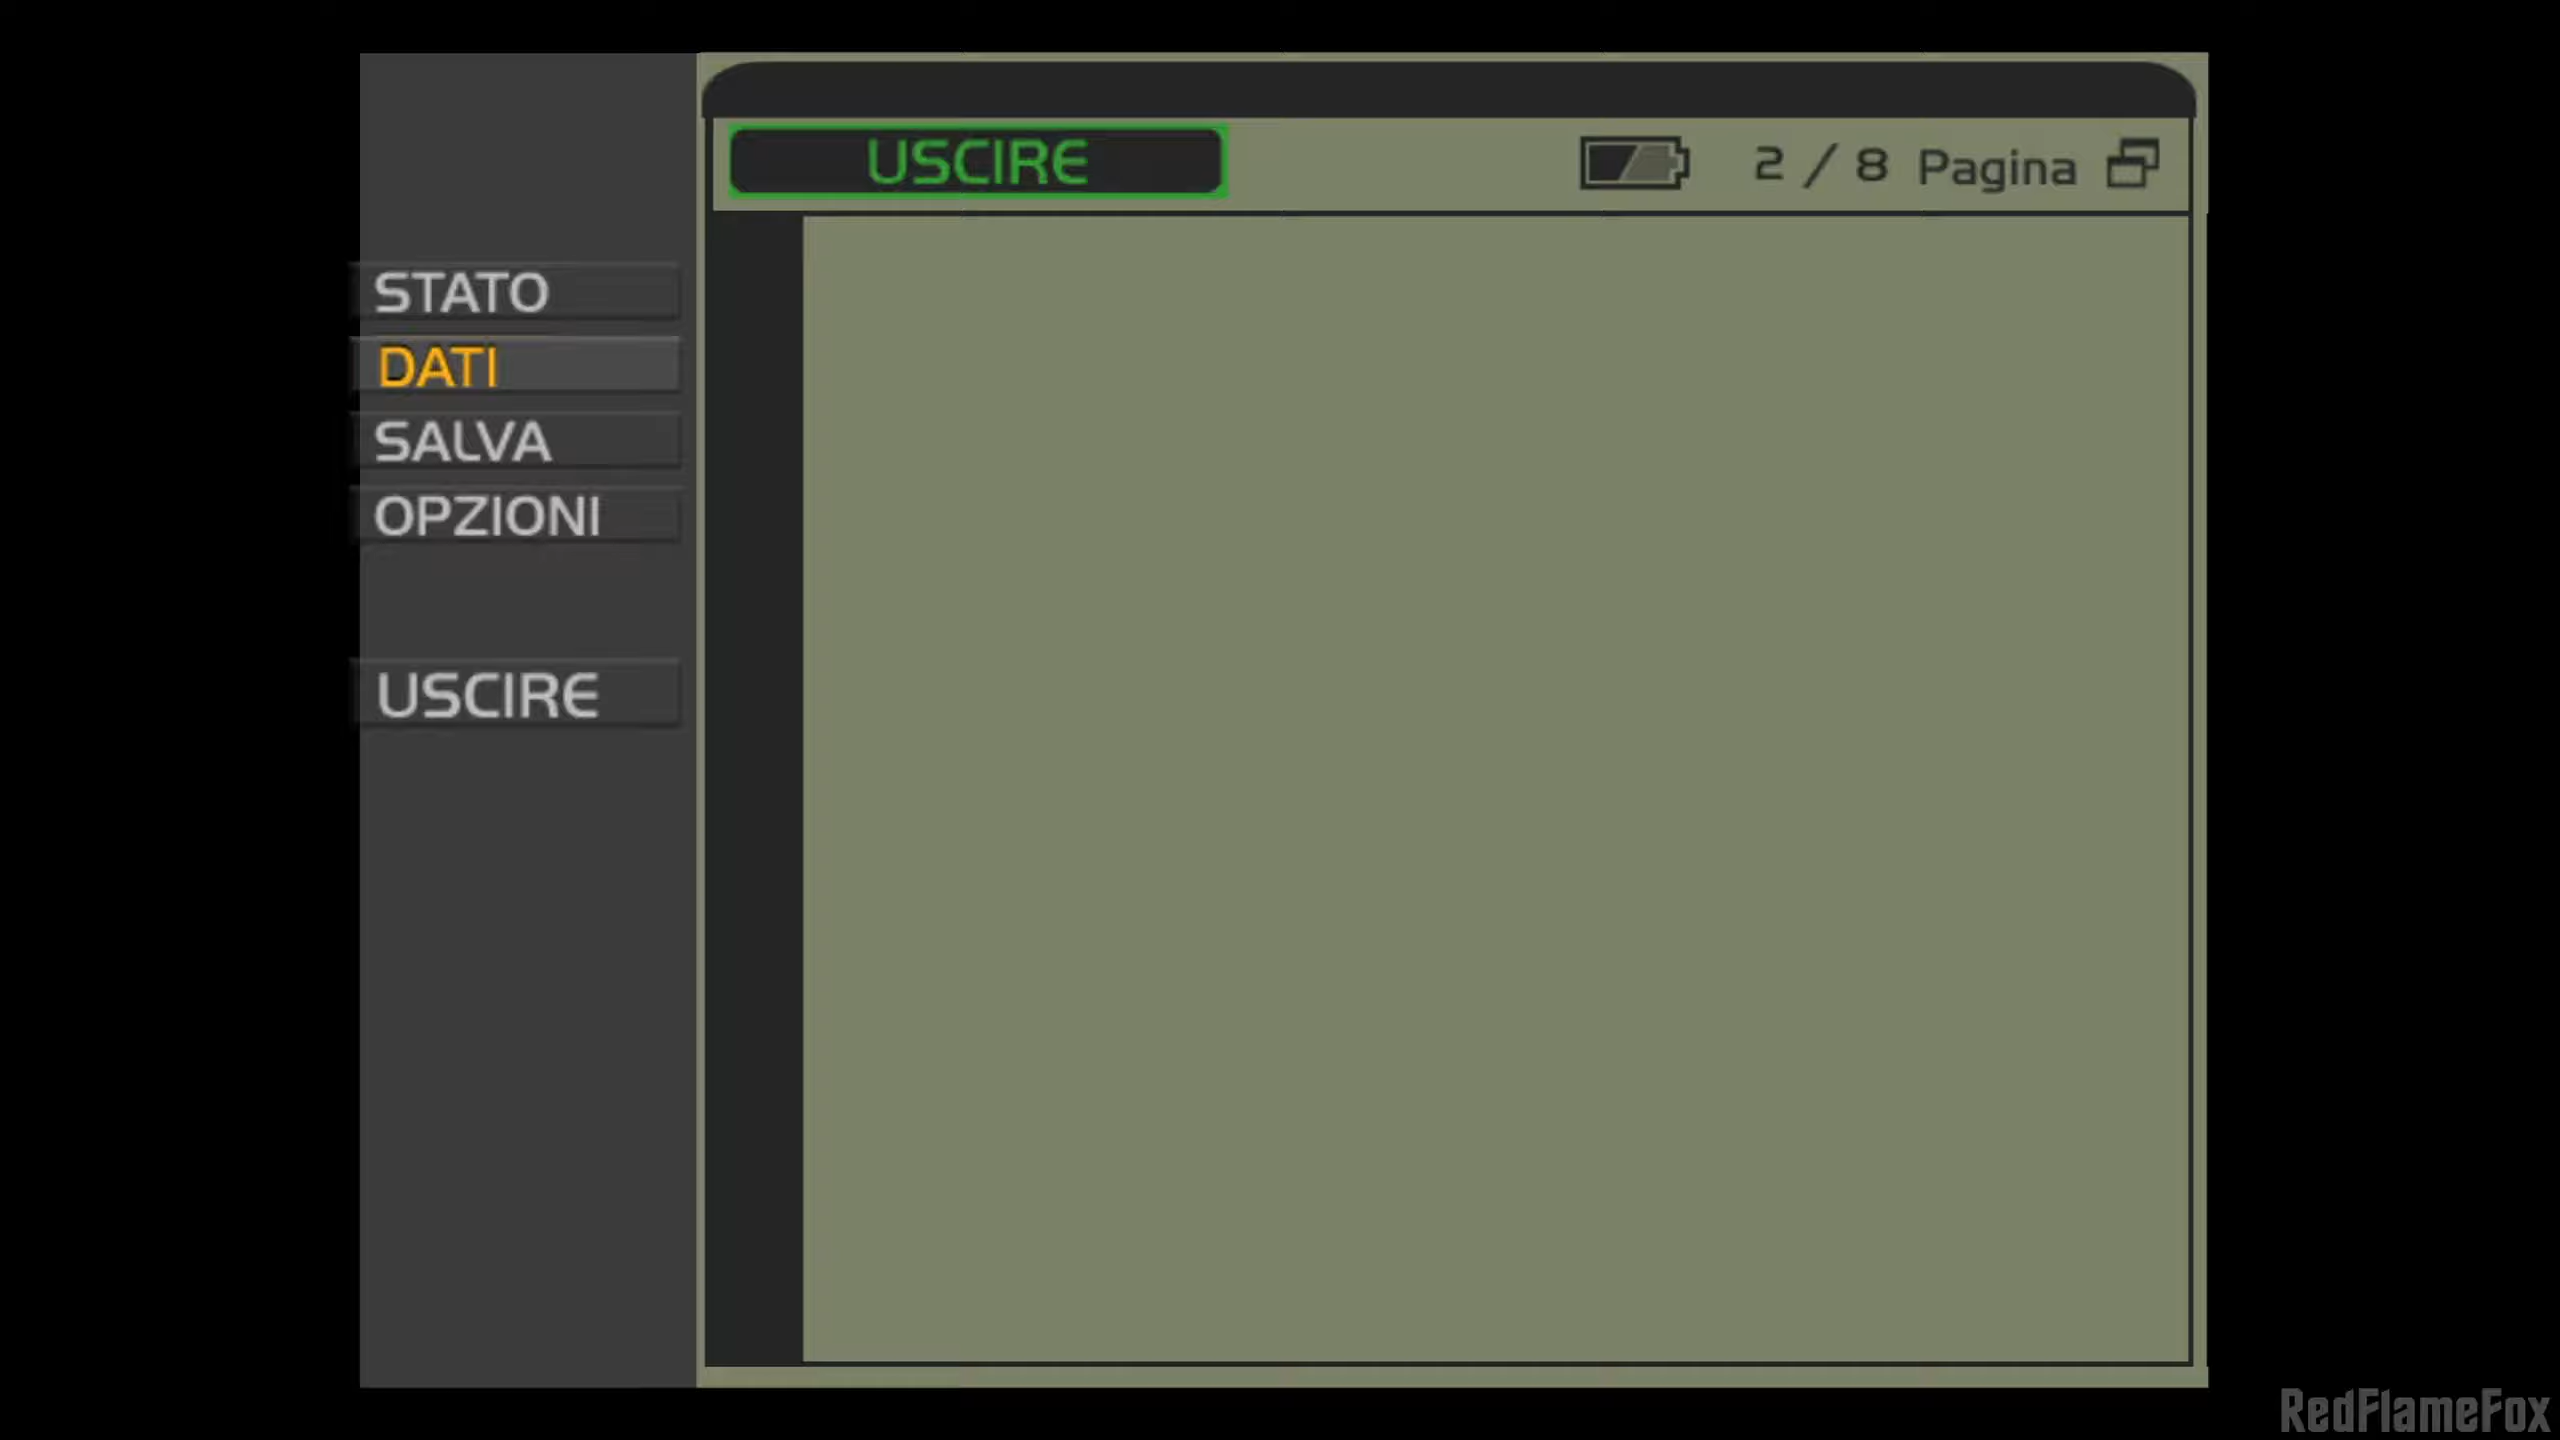 USCIRE
2 / 8 Pagina
STATO
DATI
SALVA
OPZIONI
USCIRE
RedFlameFox